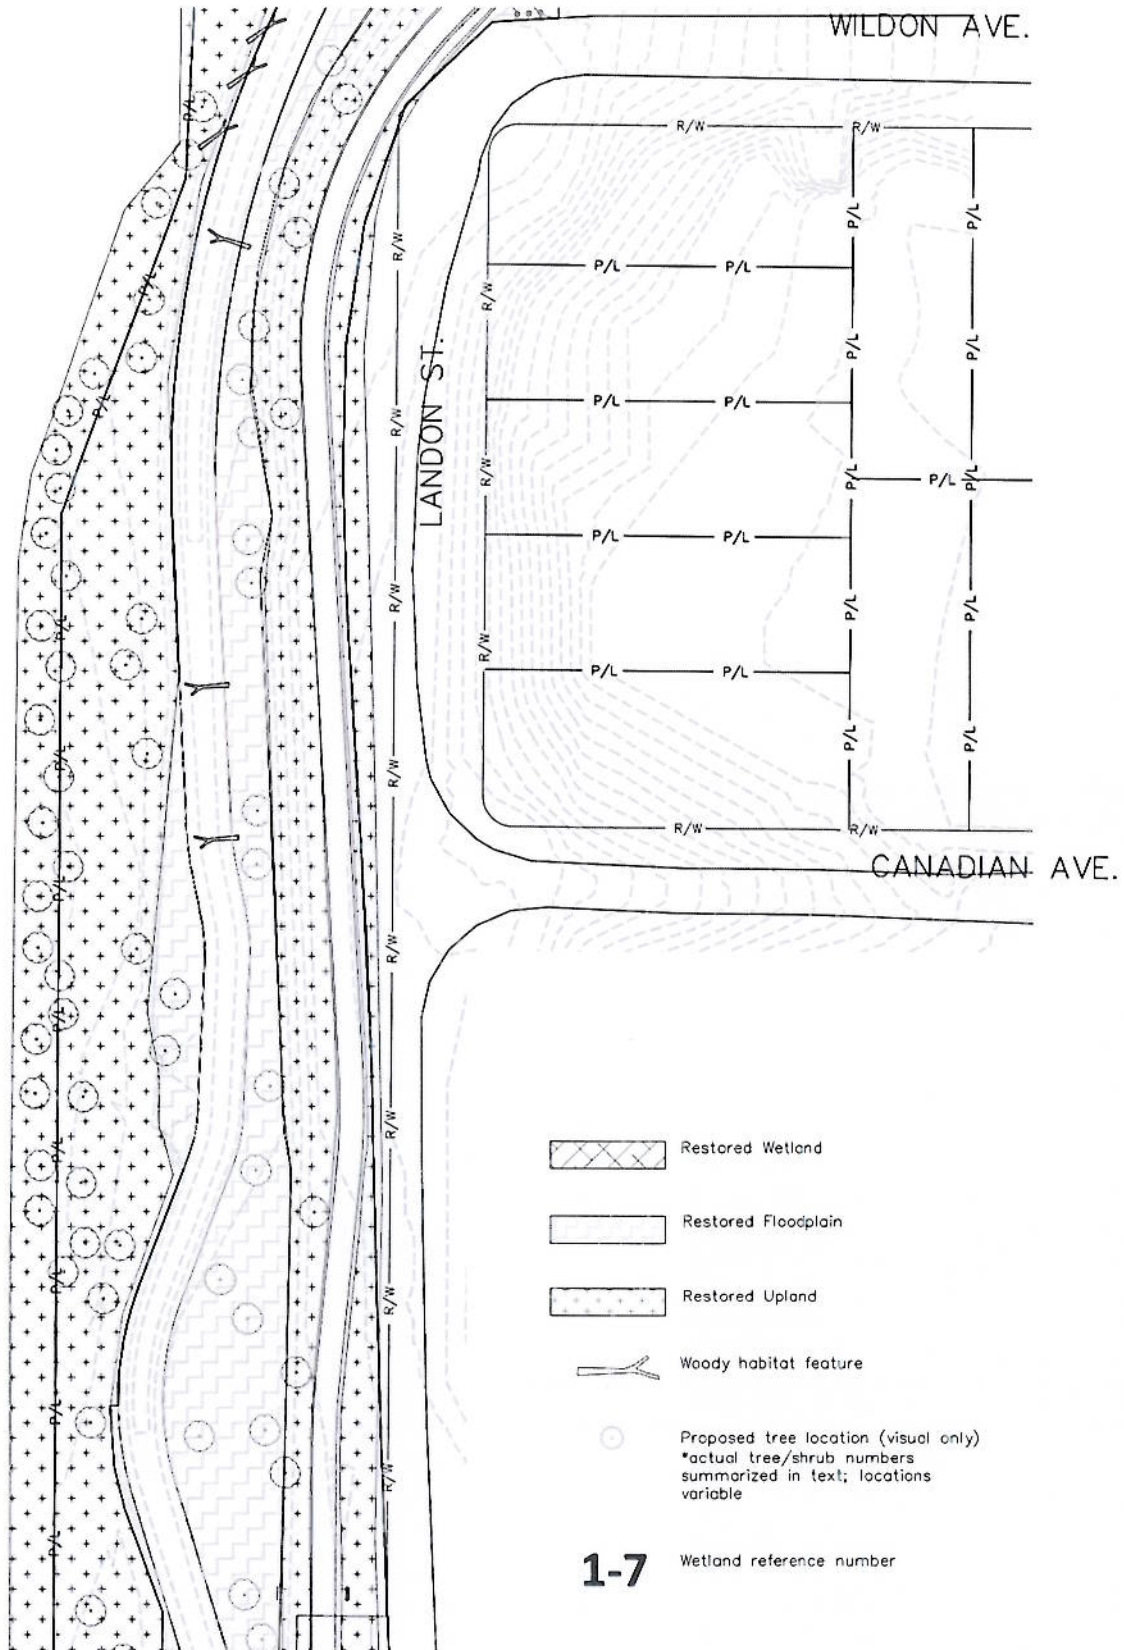 WILDON AVE.
R/W R/W
P/L
P/L
P/L
P/L
R/W
P/L P/L
P/L
R/W
P/L
P/L
LANDON ST.
P/L P/L
P/L
R/W
R/W
P/L
P/L
P/L
P/L P/L
R/W
P/L
P/L
P/L
R/W
P/L P/L
P/L
P/L
P/L
R/W
R/W R/W
CANADIAN AVE.
P/L
R/W
P/L
R/W
P/L
P/L
R/W
P/L
P/L
R/W
Restored Wetland
Restored Floodplain
Restored Upland
Woody habitat feature
Proposed tree location (visual only)
*actual tree/shrub numbers
summarized in text; locations
variable
1-7 Wetland reference number